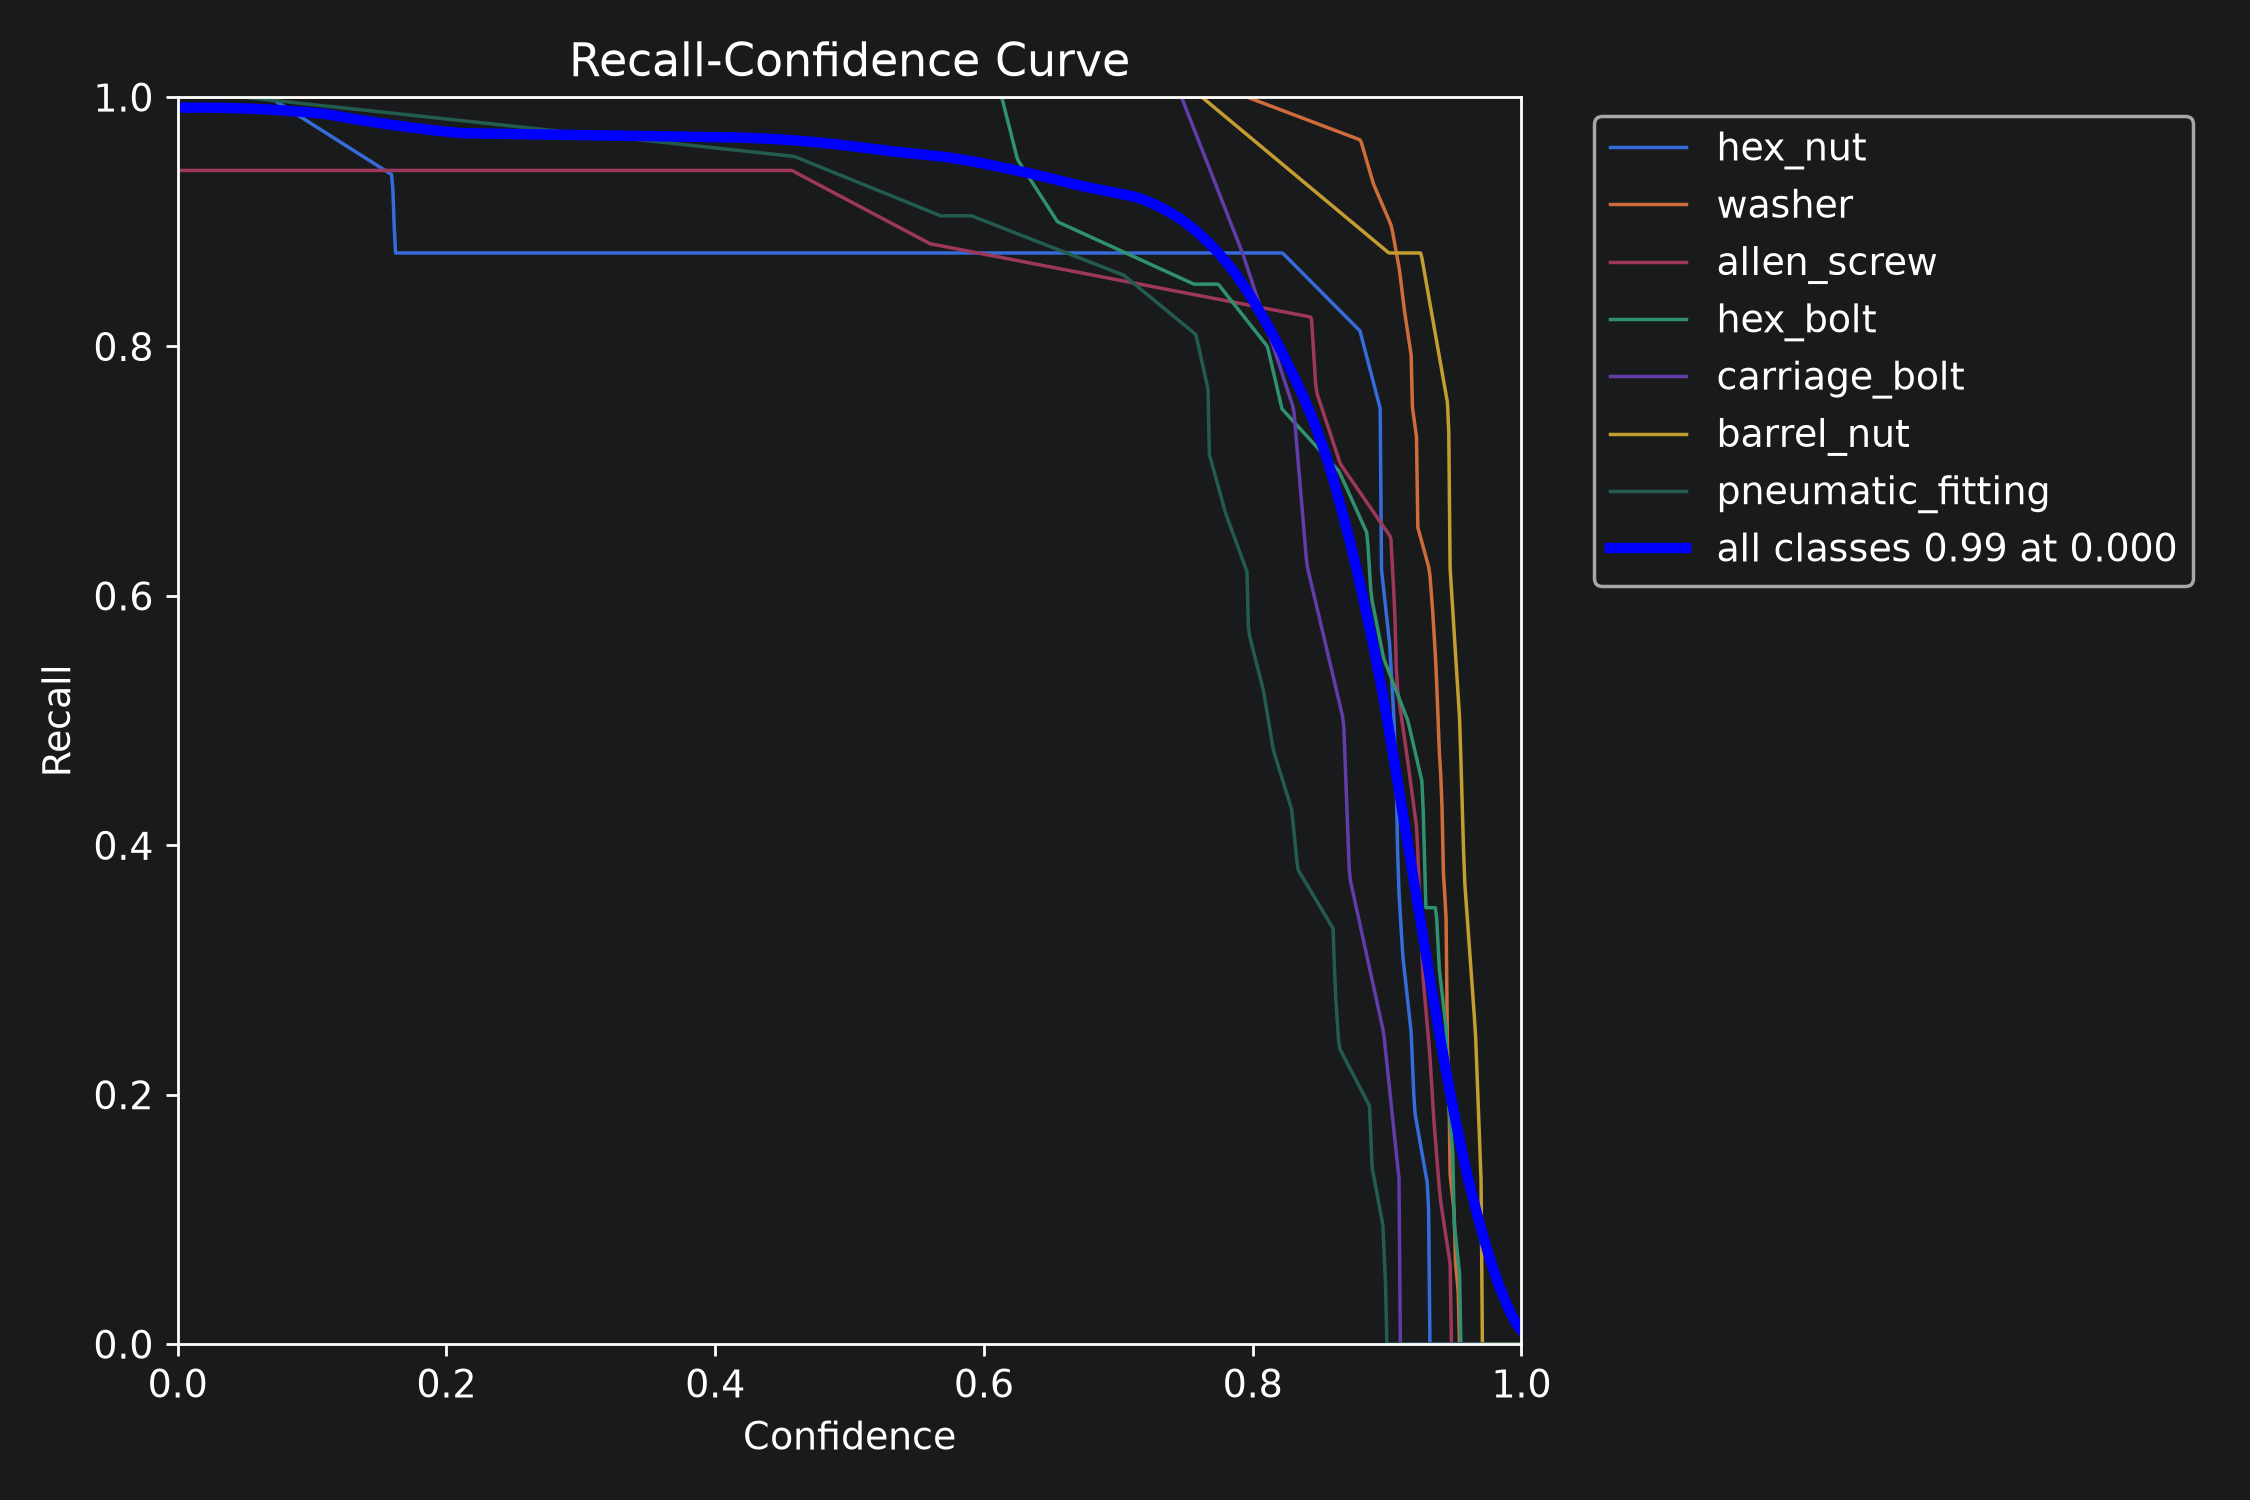 Recall-Confidence Curve
1.0
0.8
0.6
0.4
0.2
0.0
Recall
0.0 0.2 0.4 0.6 0.8 1.0
Confidence
hex_nut
washer
allen_screw
hex_bolt
carriage_bolt
barrel_nut
pneumatic_fitting
all classes 0.99 at 0.000